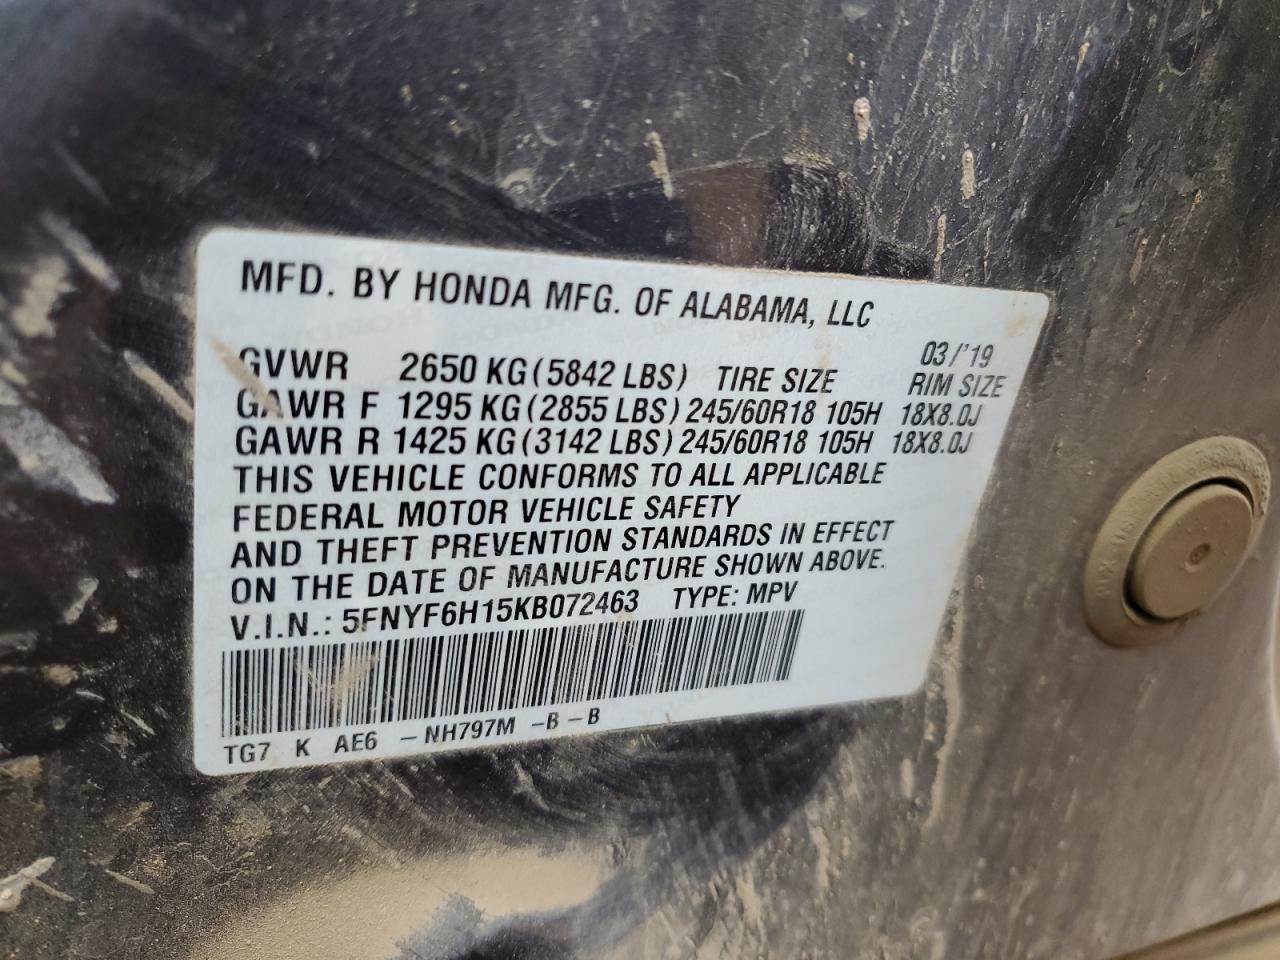 MFD. BY HONDA MFG. OF ALABAMA, LLC
03/'19
GVWR 2650 KG (5842 LBS) TIRE SIZE RIM SIZE
GAWR F 1295 KG (2855 LBS) 245/60R18 105H 18X8.0J
GAWR R 1425 KG (3142 LBS) 245/60R18 105H 18X8.0J
THIS VEHICLE CONFORMS TO ALL APPLICABLE
FEDERAL MOTOR VEHICLE SAFETY
AND THEFT PREVENTION STANDARDS IN EFFECT
ON THE DATE OF MANUFACTURE SHOWN ABOVE.
V.I.N.: 5FNYF6H15KB072463 TYPE: MPV
TG7 K AE6 -NH797M -B-B